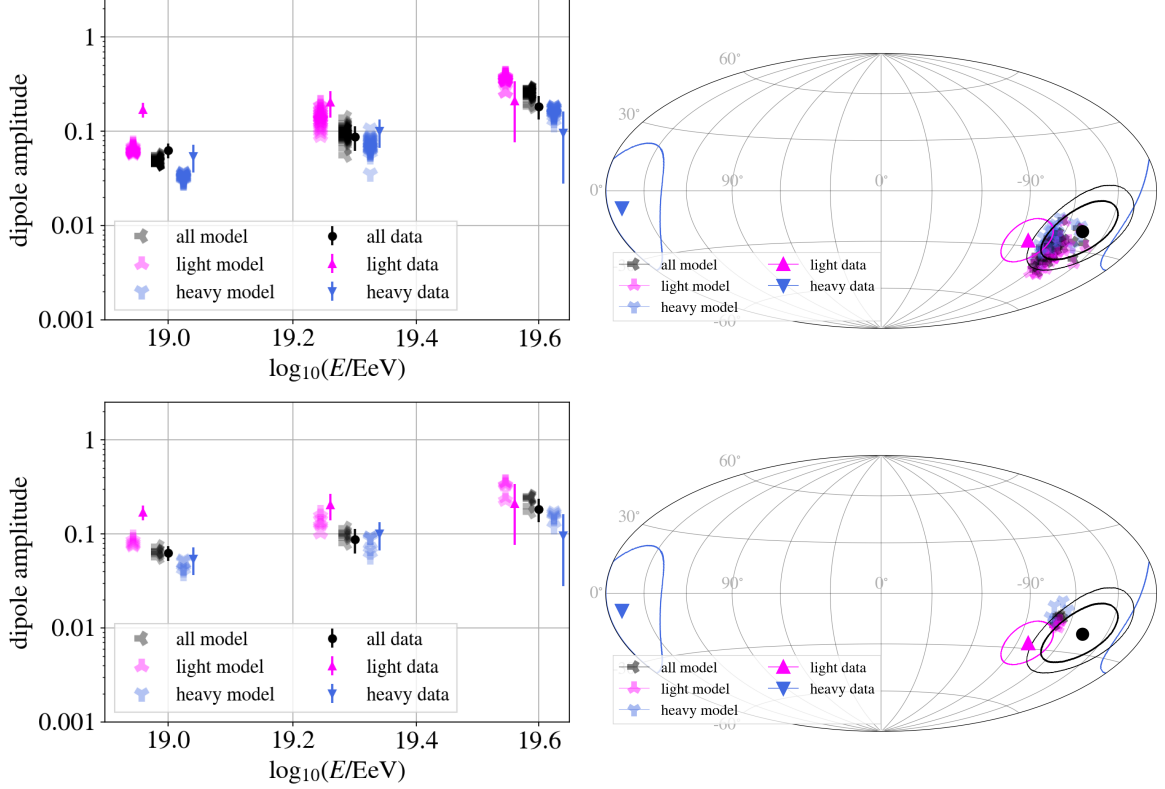 dipole amplitude
1
0.1
0.01
0.001
all model
light model
heavy model
all data
light data
heavy data
19.0
19.2
19.4
19.6
log₁₀(E/EeV)
60°
30°
0°
90°
0°
-90°
-60°
all model
light model
heavy model
light data
heavy data
dipole amplitude
1
0.1
0.01
0.001
all model
light model
heavy model
all data
light data
heavy data
19.0
19.2
19.4
19.6
log₁₀(E/EeV)
60°
30°
0°
90°
0°
-90°
-60°
all model
light model
heavy model
light data
heavy data